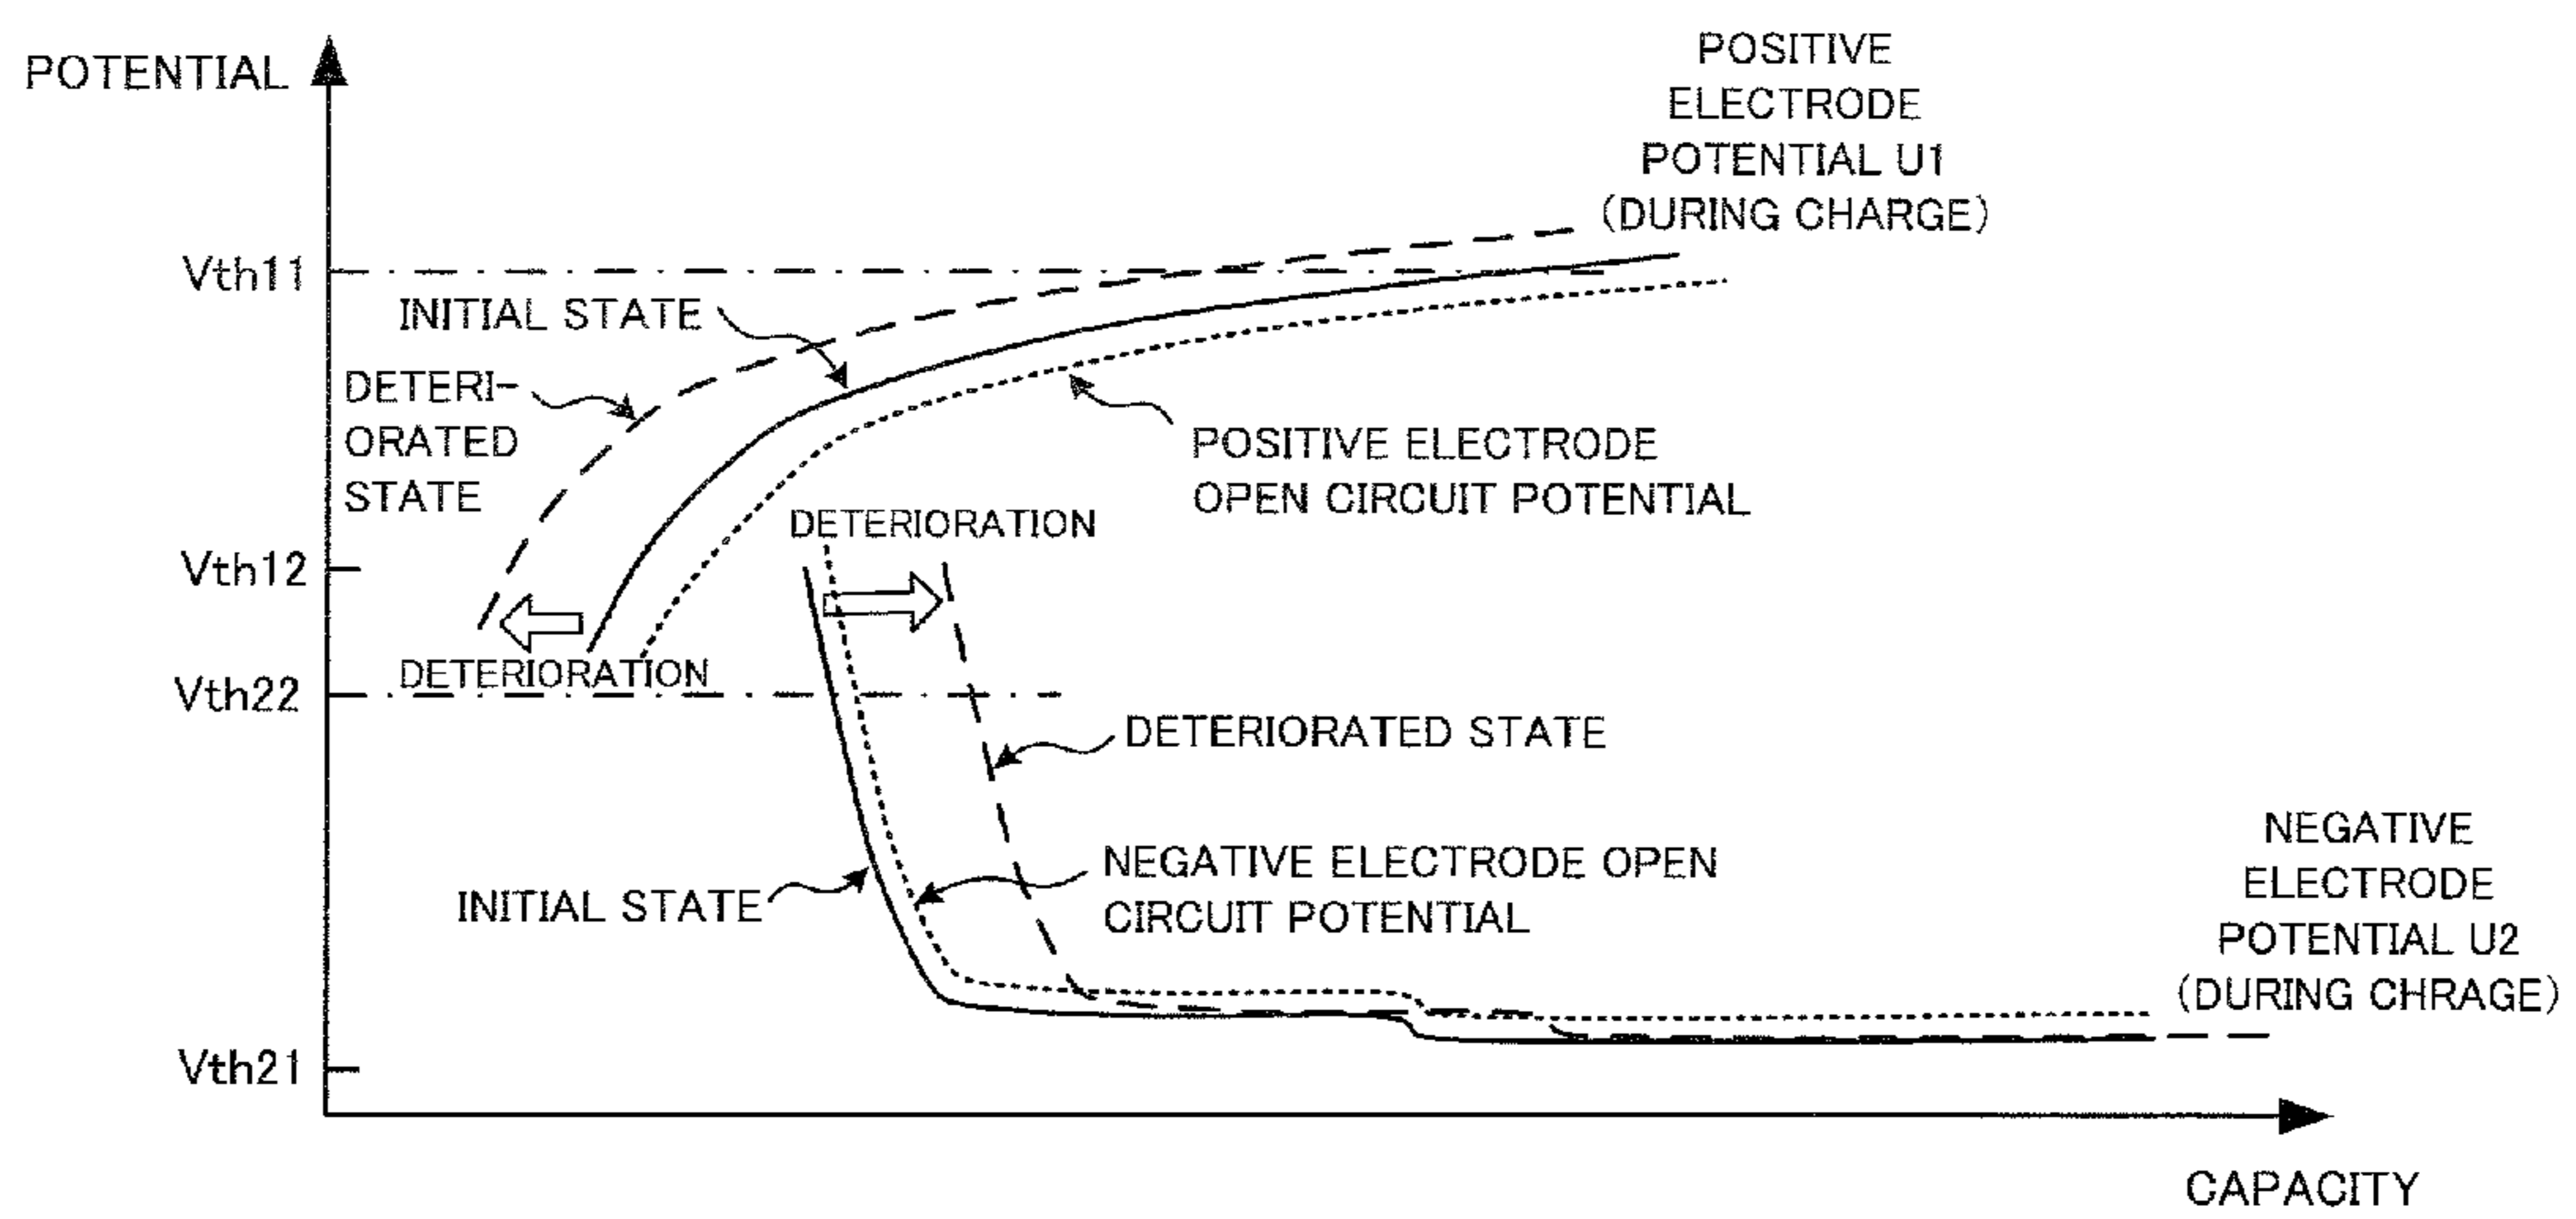 POTENTIAL
POSITIVE
ELECTRODE
POTENTIAL U1
(DURING CHARGE)
Vth11
INITIAL STATE
DETERI-
ORATED
STATE
POSITIVE ELECTRODE
OPEN CIRCUIT POTENTIAL
DETERIORATION
Vth12
DETERIORATION
Vth22
DETERIORATED STATE
NEGATIVE ELECTRODE OPEN
CIRCUIT POTENTIAL
INITIAL STATE
NEGATIVE
ELECTRODE
POTENTIAL U2
(DURING CHRAGE)
Vth21
CAPACITY